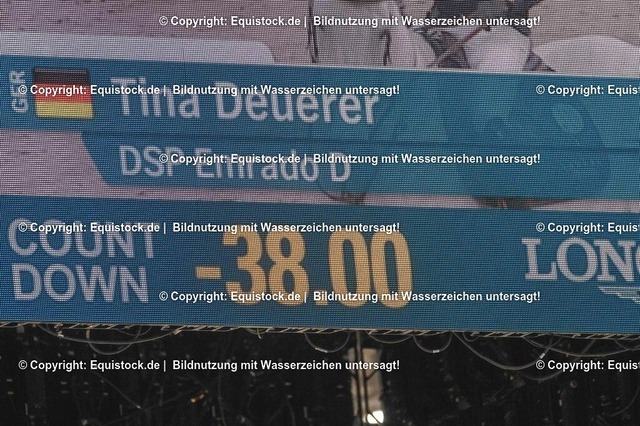 © Copyright: Equistock.de | Bildnutzung mit Wasserzeichen untersagt!
GER
© Copyright: Equistock.de | Bildnutzung mit Wasserzeichen untersagt! © Copyright: Equis
Tina Deuerer
© Copyright: Equistock.de | Bildnutzung mit Wasserzeichen untersagt!
DSP Emrado D
© Copyright: Equistock.de | Bildnutzung mit Wasserzeichen untersagt! © Copyright: Equis
COUNT
DOWN
-38.00
LONG
© Copyright: Equistock.de | Bildnutzung mit Wasserzeichen untersagt!
© Copyright: Equistock.de | Bildnutzung mit Wasserzeichen untersagt! © Copyright: Equis